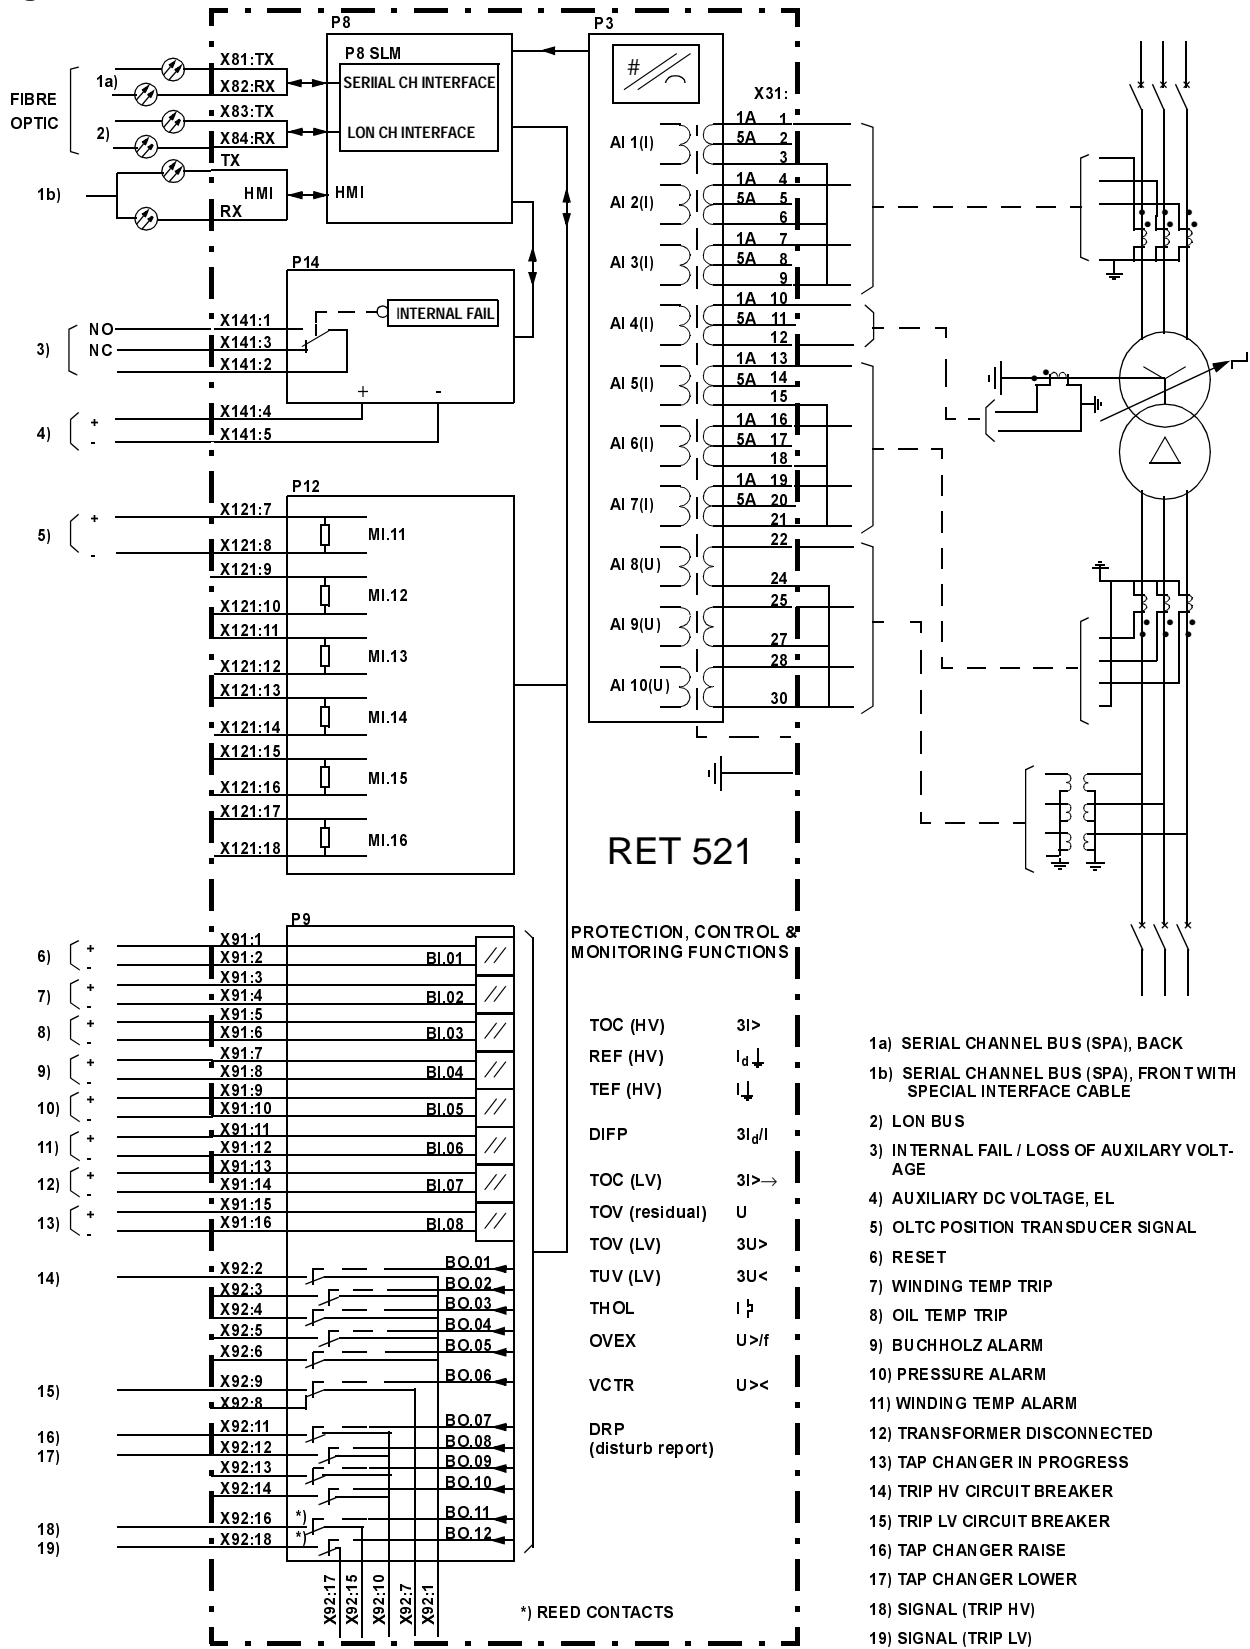 P8
P3
P8 SLM
X81:TX
X82:RX
SERIIAL CH INTERFACE
1a)
FIBRE
OPTIC
X83:TX
X84:RX
LON CH INTERFACE
2)
TX
HMI
HMI
RX
1b)
#
X31:
AI 1(I)
1A 1
5A 2
3
AI 2(I)
1A 4
5A 5
6
AI 3(I)
1A 7
5A 8
9
AI 4(I)
1A 10
5A 11
12
AI 5(I)
1A 13
5A 14
15
AI 6(I)
1A 16
5A 17
18
AI 7(I)
1A 19
5A 20
21
AI 8(U)
22
24
AI 9(U)
25
27
AI 10(U)
28
30
P14
INTERNAL FAIL
3)
NO
NC
X141:1
X141:3
X141:2
+ -
4)
+
-
X141:4
X141:5
P12
5)
+
-
X121:7
X121:8
MI.11
X121:9
X121:10
MI.12
X121:11
X121:12
MI.13
X121:13
X121:14
MI.14
X121:15
X121:16
MI.15
X121:17
X121:18
MI.16
RET 521
P9
6) + -
X91:1
X91:2
BI.01
7) + -
X91:3
X91:4
BI.02
8) + -
X91:5
X91:6
BI.03
9) + -
X91:7
X91:8
BI.04
10) + -
X91:9
X91:10
BI.05
11) + -
X91:11
X91:12
BI.06
12) + -
X91:13
X91:14
BI.07
13) + -
X91:15
X91:16
BI.08
14)
X92:2
BO.01
X92:3
BO.02
X92:4
BO.03
X92:5
BO.04
X92:6
BO.05
15)
X92:9
BO.06
X92:8
16)
X92:11
BO.07
17)
X92:12
BO.08
X92:13
BO.09
X92:14
BO.10
18)
X92:16
*)
BO.11
19)
X92:18
*)
BO.12
X92:17
X92:15
X92:10
X92:7
X92:1
*) REED CONTACTS
PROTECTION, CONTROL &
MONITORING FUNCTIONS
TOC (HV) 3I>
REF (HV) Id
TEF (HV) I
DIFP 3Id/I
TOC (LV) 3I>→
TOV (residual) U
TOV (LV) 3U>
TUV (LV) 3U<
THOL I
OVEX U>/f
VCTR U><
DRP
(disturb report)
1a) SERIAL CHANNEL BUS (SPA), BACK
1b) SERIAL CHANNEL BUS (SPA), FRONT WITH
SPECIAL INTERFACE CABLE
2) LON BUS
3) INTERNAL FAIL / LOSS OF AUXILARY VOLT-
AGE
4) AUXILIARY DC VOLTAGE, EL
5) OLTC POSITION TRANSDUCER SIGNAL
6) RESET
7) WINDING TEMP TRIP
8) OIL TEMP TRIP
9) BUCHHOLZ ALARM
10) PRESSURE ALARM
11) WINDING TEMP ALARM
12) TRANSFORMER DISCONNECTED
13) TAP CHANGER IN PROGRESS
14) TRIP HV CIRCUIT BREAKER
15) TRIP LV CIRCUIT BREAKER
16) TAP CHANGER RAISE
17) TAP CHANGER LOWER
18) SIGNAL (TRIP HV)
19) SIGNAL (TRIP LV)